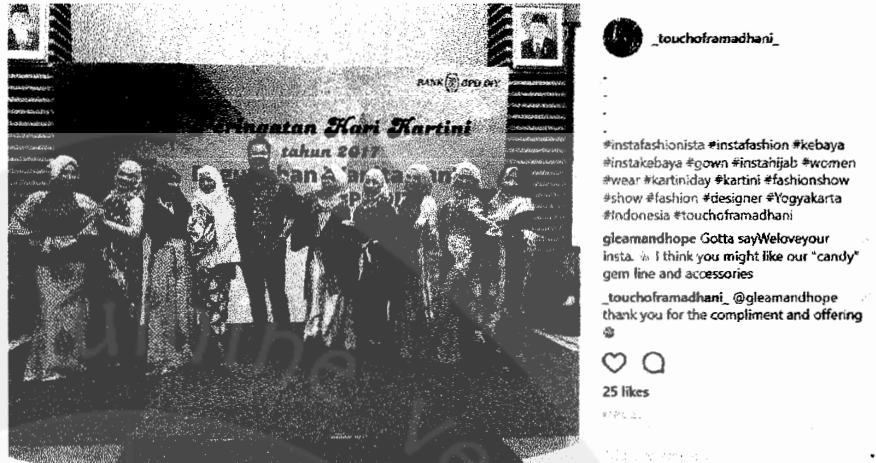 BANK BPD DIY
Peringatan Hari Kartini
tahun 2017
_touchoframadhani_
.
-
.
.
#instafashionista #instafashion #kebaya
#instakebaya #gown #instahijab #women
#wear #kartiniday #kartini #fashionshow
#show #fashion #designer #Yogyakarta
#Indonesia #touchoframadhani
gleamandhope Gotta sayWeloveyour
insta. I think you might like our "candy"
gem line and accessories
_touchoframadhani_ @gleamandhope
thank you for the compliment and offering
25 likes